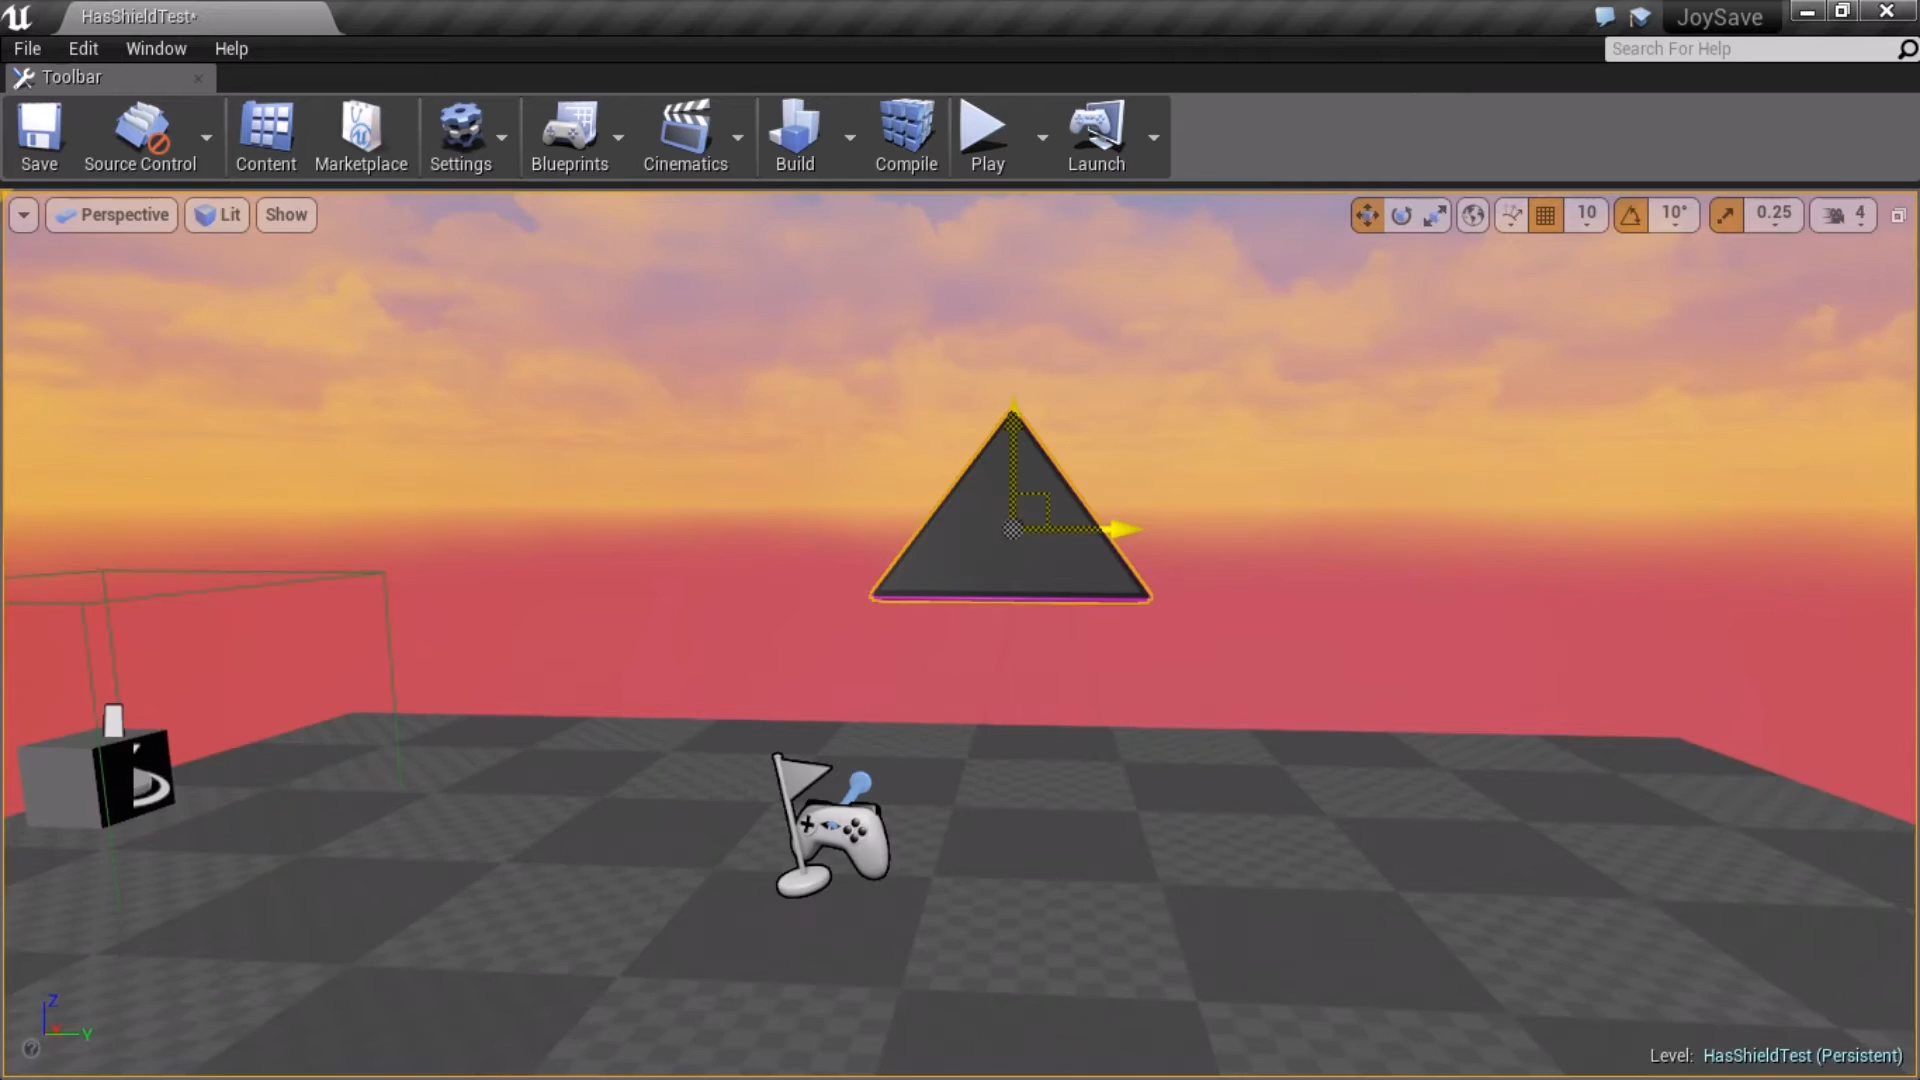 HasShieldTest*
JoySave
File Edit Window Help
Search For Help
Toolbar
Save Source Control Content Marketplace Settings Blueprints Cinematics Build Compile Play Launch
Perspective Lit Show
10 10° 0.25 4
Z
Y
Level: HasShieldTest (Persistent)